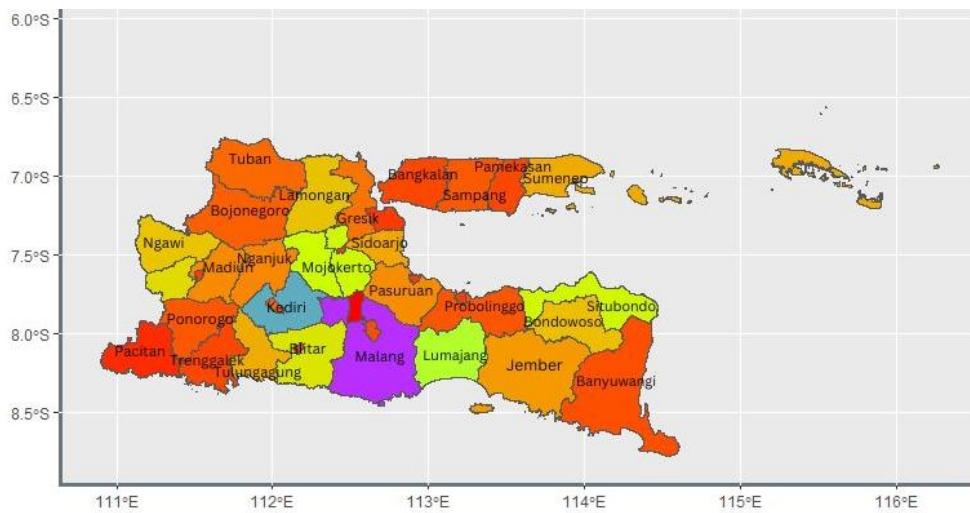 6.0°S
6.5°S
7.0°S
7.5°S
8.0°S
8.5°S
Tuban
Bangkalan
Pamekasan
Sumenep
Sampang
Lamongan
Bojonegoro
Gresik
Ngawi
Sidoarjo
Nganjuk
Madiun
Mojokerto
Pasuruan
Kediri
Probolinggo
Situbondo
Ponorogo
Bondowoso
Pacitan
Trenggalek
Blitar
Malang
Lumajang
Tulungagung
Jember
Banyuwangi
111°E
112°E
113°E
114°E
115°E
116°E